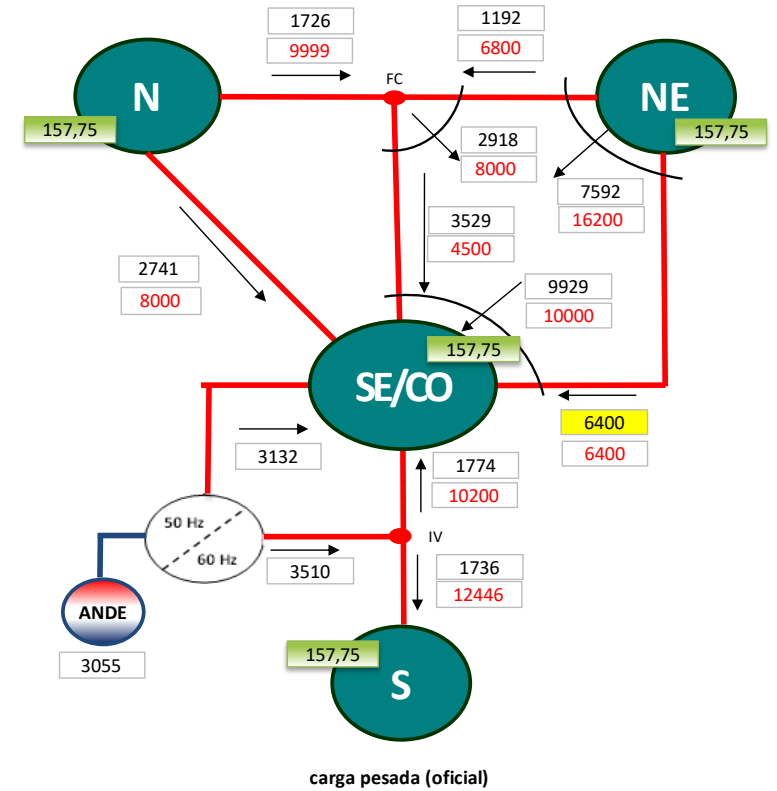 1726
9999
1192
6800
FC
N
NE
157,75
157,75
2918
8000
7592
16200
3529
4500
2741
8000
9929
10000
157,75
SE/CO
6400
6400
3132
1774
10200
50 Hz
60 Hz
IV
3510
1736
12446
ANDE
3055
157,75
S
carga pesada (oficial)